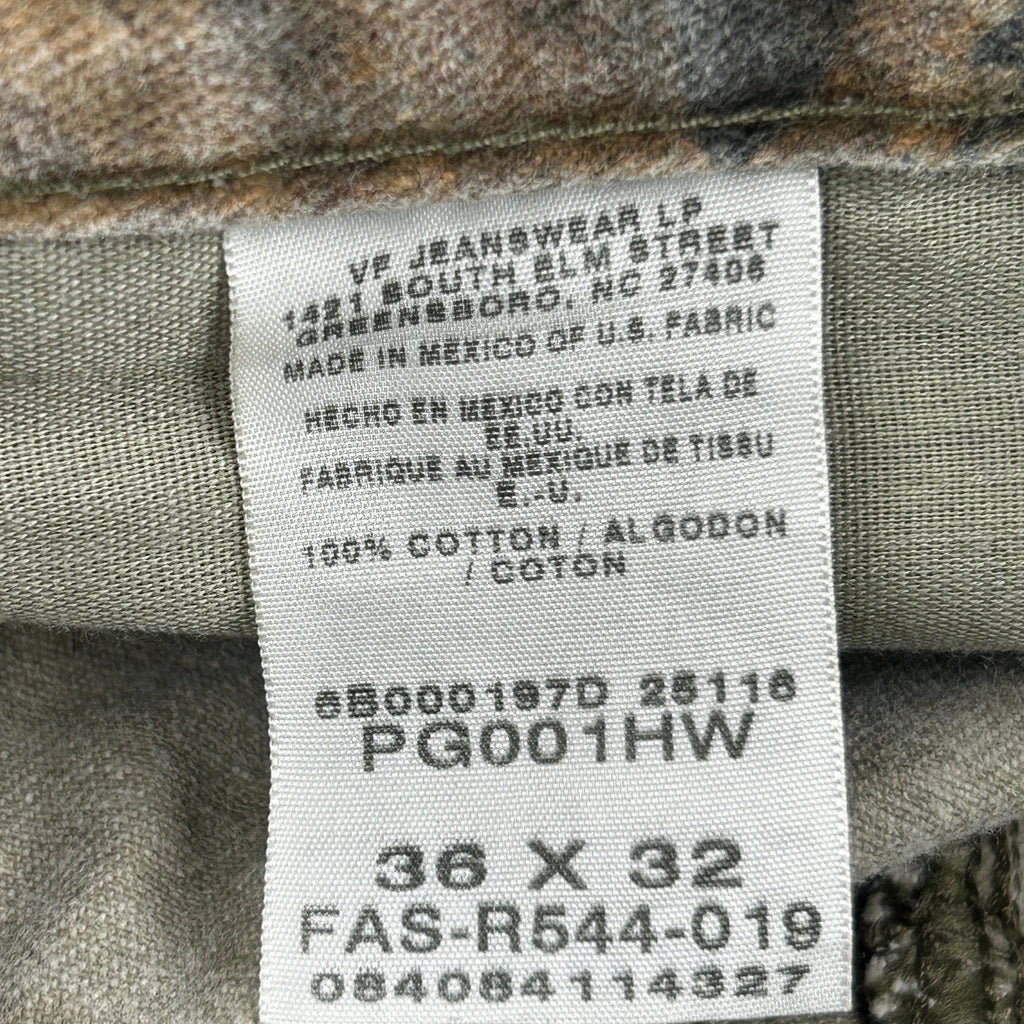 VF JEANSWEAR LP
1421 SOUTH ELM STREET
GREENSBORO, NC 27406
MADE IN MEXICO OF U.S. FABRIC
HECHO EN MEXICO CON TELA DE
EE.UU.
FABRIQUE AU MEXIQUE DE TISSU
E.-U.
100% COTTON / ALGODON
/ COTON
6B000197D 25116
PG001HW
36 X 32
FAS-R544-019
084084114327